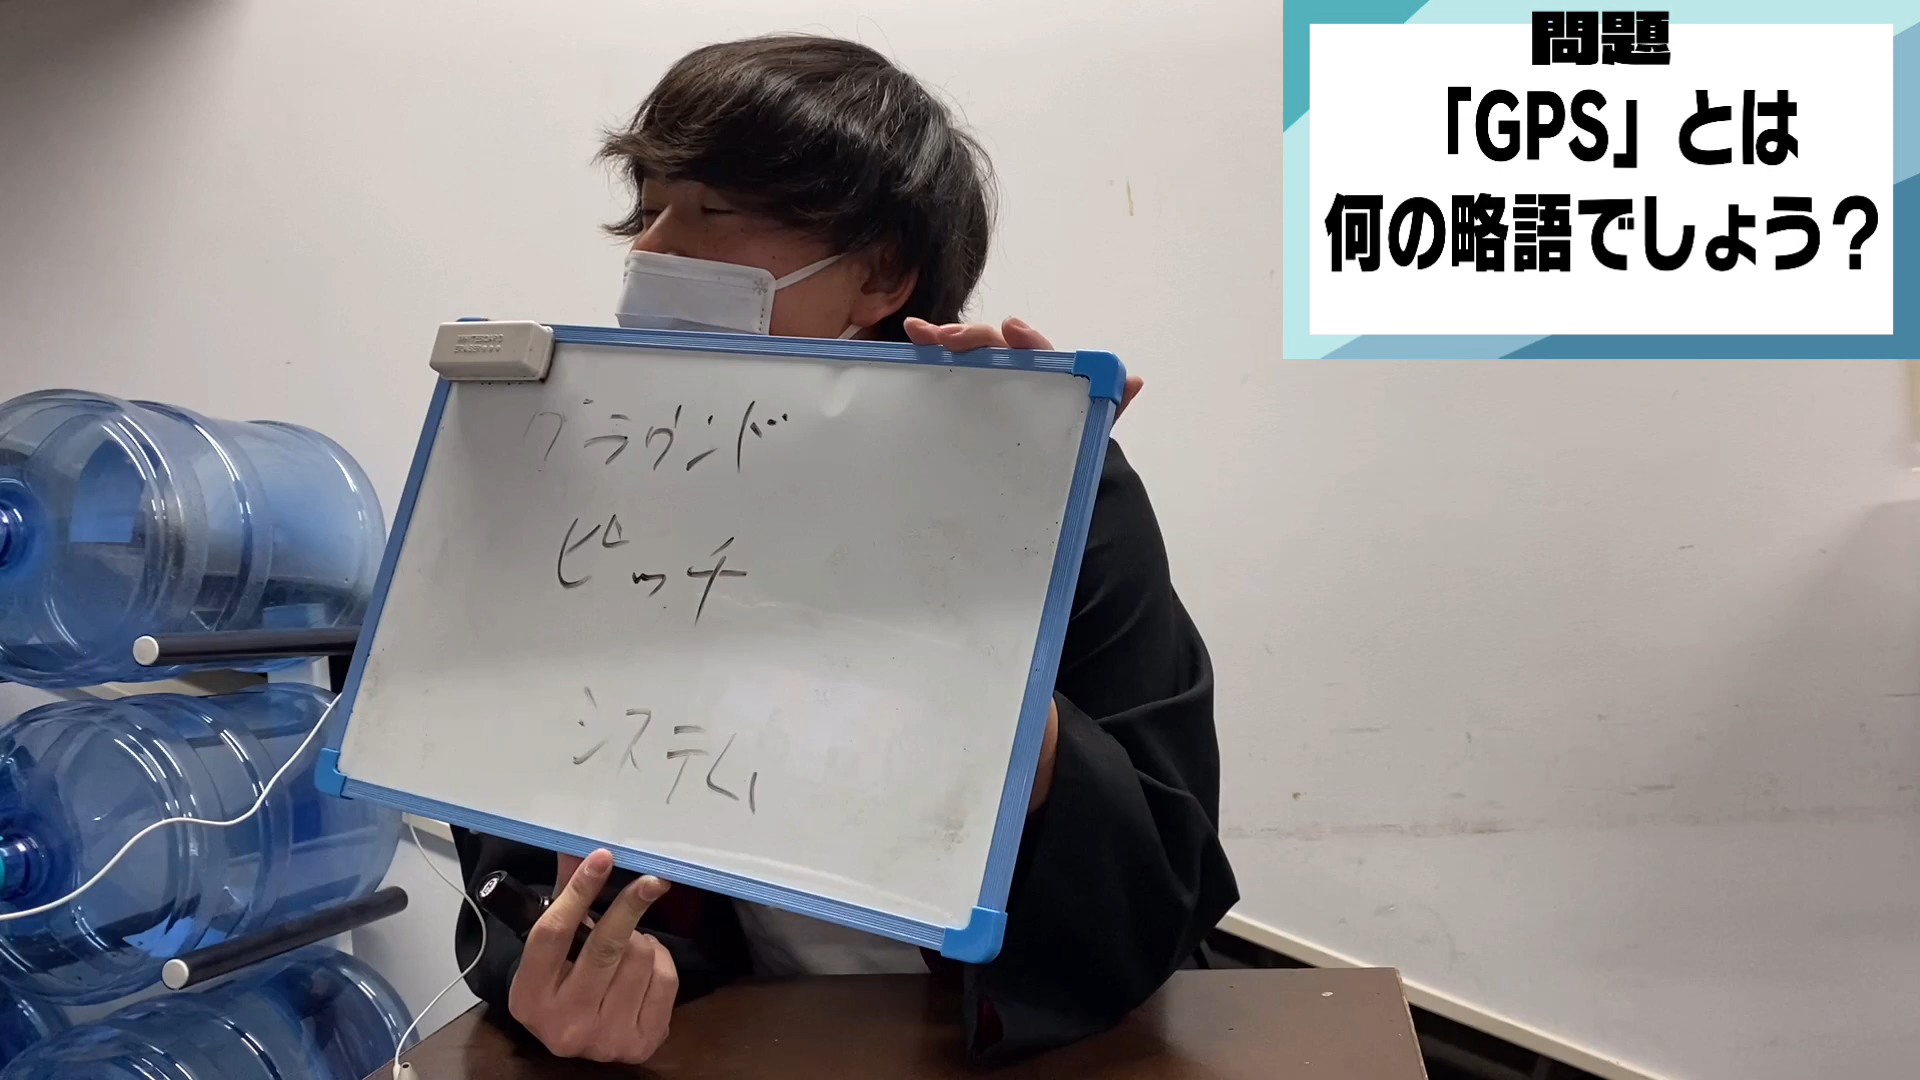 問題
「GPS」とは
何の略語でしょう？
グラウンド
ピッチ
システム